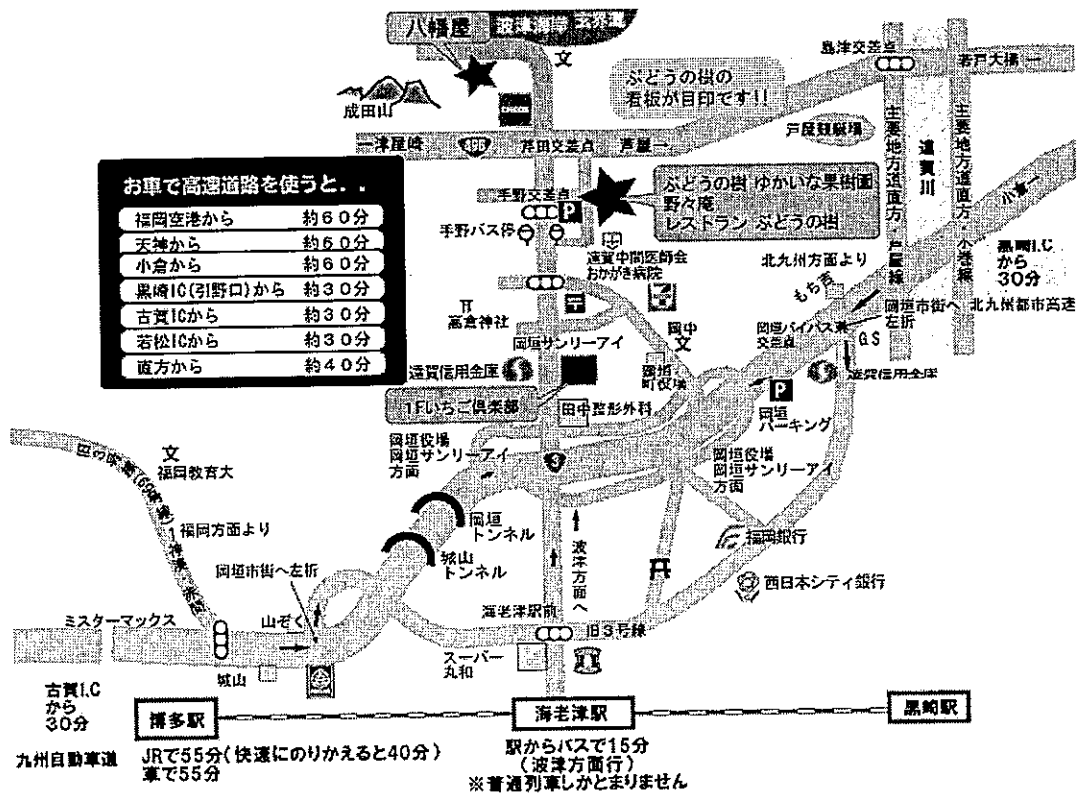 八幡屋
波津海岸
玄界灘
文
成田山
ぶどうの樹の
看板が目印です!!
島津交差点
若戸大橋→
芦屋競艇場
主要地方道直方・芦屋線
遠賀川
主要地方道直方・小巻線
小倉→
←津屋崎
495
芹田交差点
芦屋→
お車で高速道路を使うと．．
福岡空港から 約60分
天神から 約60分
小倉から 約60分
黒崎IC(引野口)から 約30分
古賀ICから 約30分
若松ICから 約30分
直方から 約40分
手野交差点
P
手野バス停
ぶどうの樹 ゆかいな果樹園
野々庵
レストラン ぶどうの樹
遠賀中間医師会
おかがき病院
北九州方面より
黒崎I.C
から
30分
もち吉
岡垣市街へ
左折
北九州都市高速
高倉神社
岡垣サンリーアイ
岡中
文
岡垣バイパス東
交差点
G.S
遠賀信用金庫
岡垣
町役場
遠賀信用金庫
1Fいちご倶楽部
田中整形外科
P
岡垣
パーキング
岡垣役場
岡垣サンリーアイ
方面
3
岡垣役場
岡垣サンリーアイ
方面
文
福岡教育大
福岡方面より
岡垣
トンネル
城山
トンネル
波津方面へ
福岡銀行
西日本シティ銀行
岡垣市街へ左折
ミスターマックス
山ぞく
海老津駅前
旧3号線
城山
スーパー
丸和
古賀I.C
から
30分
九州自動車道
博多駅
海老津駅
黒崎駅
JRで55分(快速にのりかえると40分)
車で55分
駅からバスで15分
(波津方面行)
※普通列車しかとまりません